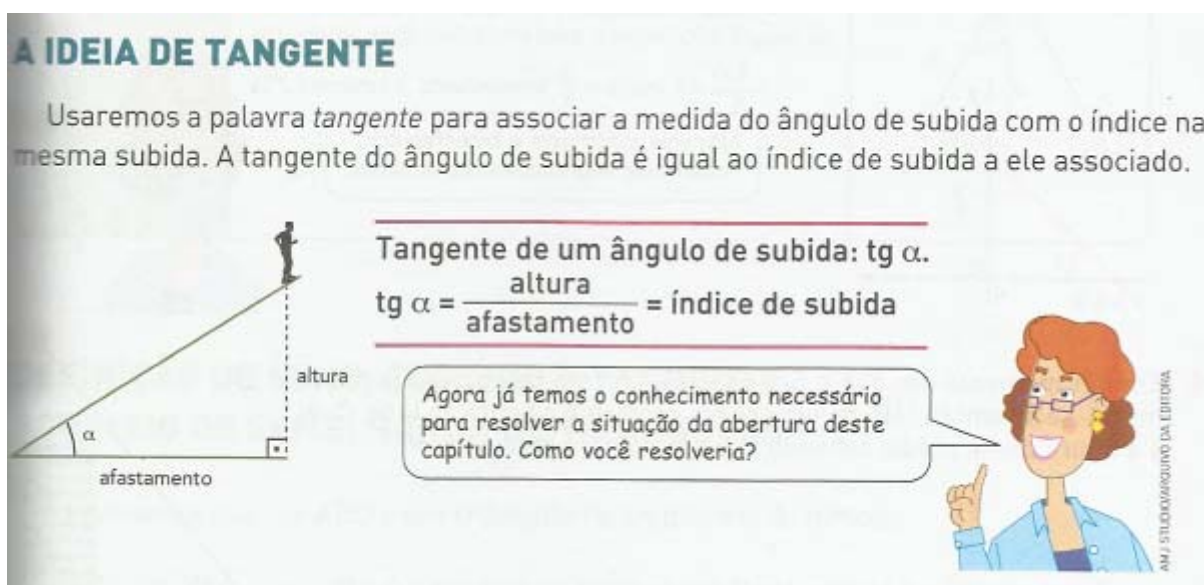 A IDEIA DE TANGENTE
Usaremos a palavra tangente para associar a medida do ângulo de subida com o índice na
mesma subida. A tangente do ângulo de subida é igual ao índice de subida a ele associado.
Tangente de um ângulo de subida: tg α.
tg α = altura / afastamento = índice de subida
altura
α
afastamento
Agora já temos o conhecimento necessário
para resolver a situação da abertura deste
capítulo. Como você resolveria?
AMJ STUDIO/ARQUIVO DA EDITORA